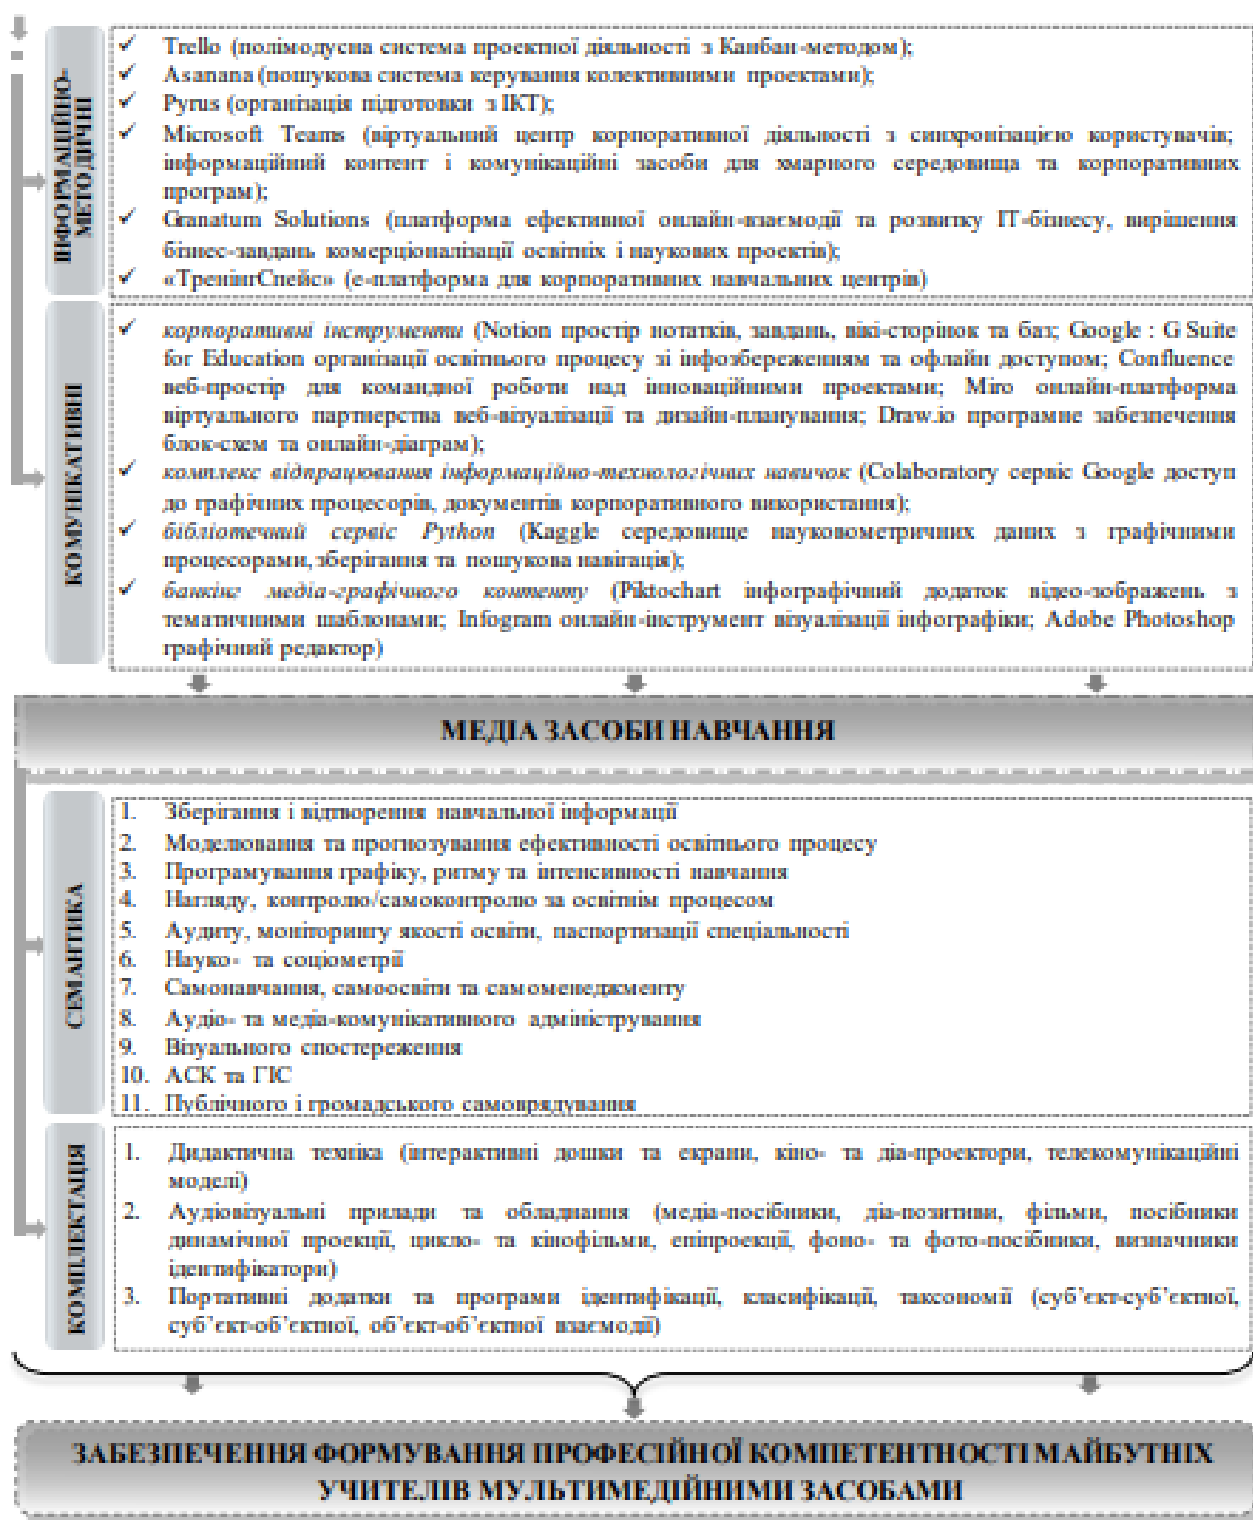 ІНФОРМАЦІЙНО-
МЕТОДИЧНІ
✓ Trello (полімодусна система проектної діяльності з Канбан-методом);
✓ Asanana (пошукова система керування колективними проектами);
✓ Pyrus (організація підготовки з ІКТ);
✓ Microsoft Teams (віртуальний центр корпоративної діяльності з синхронізацією користувачів;
інформаційний контент і комунікаційні засоби для хмарного середовища та корпоративних
програм);
✓ Granatum Solutions (платформа ефективної онлайн-взаємодії та розвитку ІТ-бізнесу, вирішення
бізнес-завдань комерціоналізації освітніх і наукових проектів);
✓ «ТренінгСпейс» (е-платформа для корпоративних навчальних центрів)
КОМУНІКАТИВНІ
✓ корпоративні інструменти (Notion простір нотатків, завдань, вікі-сторінок та баз; Google : G Suite
for Education організації освітнього процесу зі інфозбереженням та офлайн доступом; Confluence
веб-простір для командної роботи над інноваційними проектами; Miro онлайн-платформа
віртуального партнерства веб-візуалізації та дизайн-планування; Draw.io програмне забезпечення
блок-схем та онлайн-діаграм);
✓ комплекс відпрацювання інформаційно-технологічних навичок (Colaboratory сервіс Google доступ
до графічних процесорів, документів корпоративного використання);
✓ бібліотечний сервіс Python (Kaggle середовище науковометричних даних з графічними
процесорами, зберігання та пошукова навігація);
✓ банкінг медіа-графічного контенту (Piktochart інфографічний додаток відео-зображень з
тематичними шаблонами; Infogram онлайн-інструмент візуалізації інфографіки; Adobe Photoshop
графічний редактор)
МЕДІА ЗАСОБИ НАВЧАННЯ
СЕМАНТИКА
1. Зберігання і відтворення навчальної інформації
2. Моделювання та прогнозування ефективності освітнього процесу
3. Програмування графіку, ритму та інтенсивності навчання
4. Нагляду, контролю/самоконтролю за освітнім процесом
5. Аудиту, моніторингу якості освіти, паспортизації спеціальності
6. Науко- та соціометрії
7. Самонавчання, самоосвіти та самоменеджменту
8. Аудіо- та медіа-комунікативного адміністрування
9. Візуального спостереження
10. АСК та ГІС
11. Публічного і громадського самоврядування
КОМПЛЕКТАЦІЯ
1. Дидактична техніка (інтерактивні дошки та екрани, кіно- та діа-проектори, телекомунікаційні
моделі)
2. Аудіовізуальні прилади та обладнання (медіа-посібники, діа-позитиви, фільми, посібники
динамічної проекції, цикло- та кінофільми, епіпроекції, фоно- та фото-посібники, визначники
ідентифікатори)
3. Портативні додатки та програми ідентифікації, класифікації, таксономії (суб’єкт-суб’єктної,
суб’єкт-об’єктної, об’єкт-об’єктної взаємодії)
ЗАБЕЗПЕЧЕННЯ ФОРМУВАННЯ ПРОФЕСІЙНОЇ КОМПЕТЕНТНОСТІ МАЙБУТНІХ
УЧИТЕЛІВ МУЛЬТИМЕДІЙНИМИ ЗАСОБАМИ